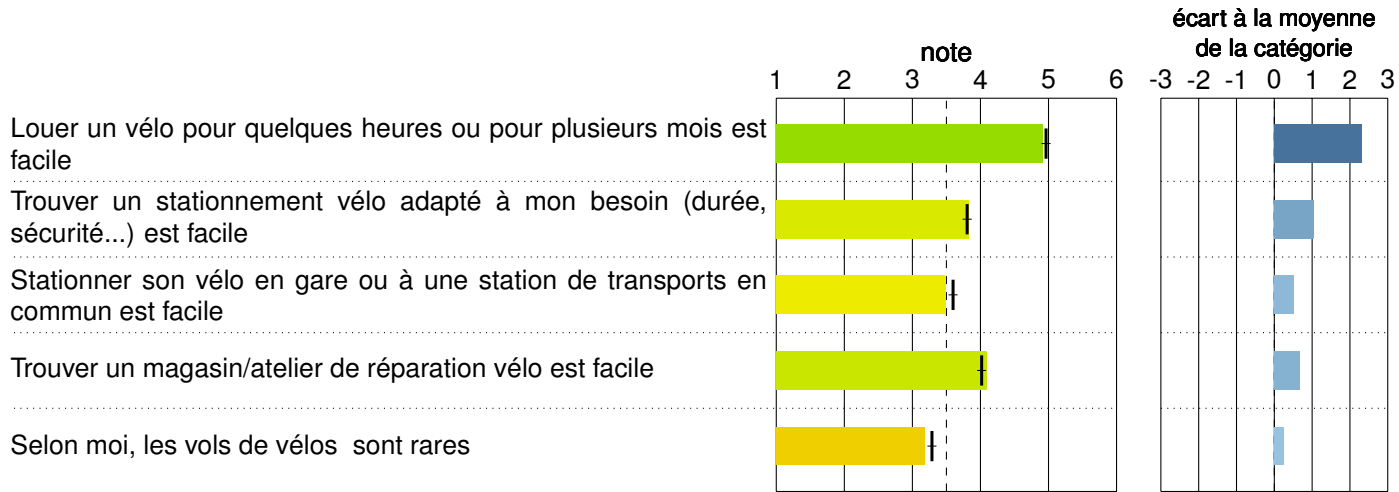 écart à la moyenne
de la catégorie
note
1 2 3 4 5 6
-3 -2 -1 0 1 2 3
Louer un vélo pour quelques heures ou pour plusieurs mois est
facile
Trouver un stationnement vélo adapté à mon besoin (durée,
sécurité...) est facile
Stationner son vélo en gare ou à une station de transports en
commun est facile
Trouver un magasin/atelier de réparation vélo est facile
Selon moi, les vols de vélos sont rares